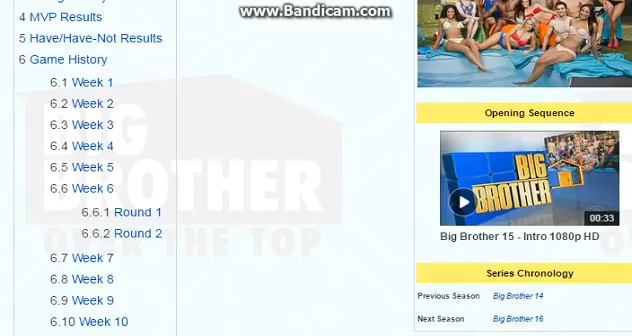 www.Bandicam.com
4 MVP Results
5 Have/Have-Not Results
6 Game History
6.1 Week 1
6.2 Week 2
6.3 Week 3
6.4 Week 4
6.5 Week 5
6.6 Week 6
6.6.1 Round 1
6.6.2 Round 2
6.7 Week 7
6.8 Week 8
6.9 Week 9
6.10 Week 10
BIG
BROTHER
OVER THE TOP
Opening Sequence
BIG
BROTHER
00:33
Big Brother 15 - Intro 1080p HD
Series Chronology
Previous Season Big Brother 14
Next Season Big Brother 16